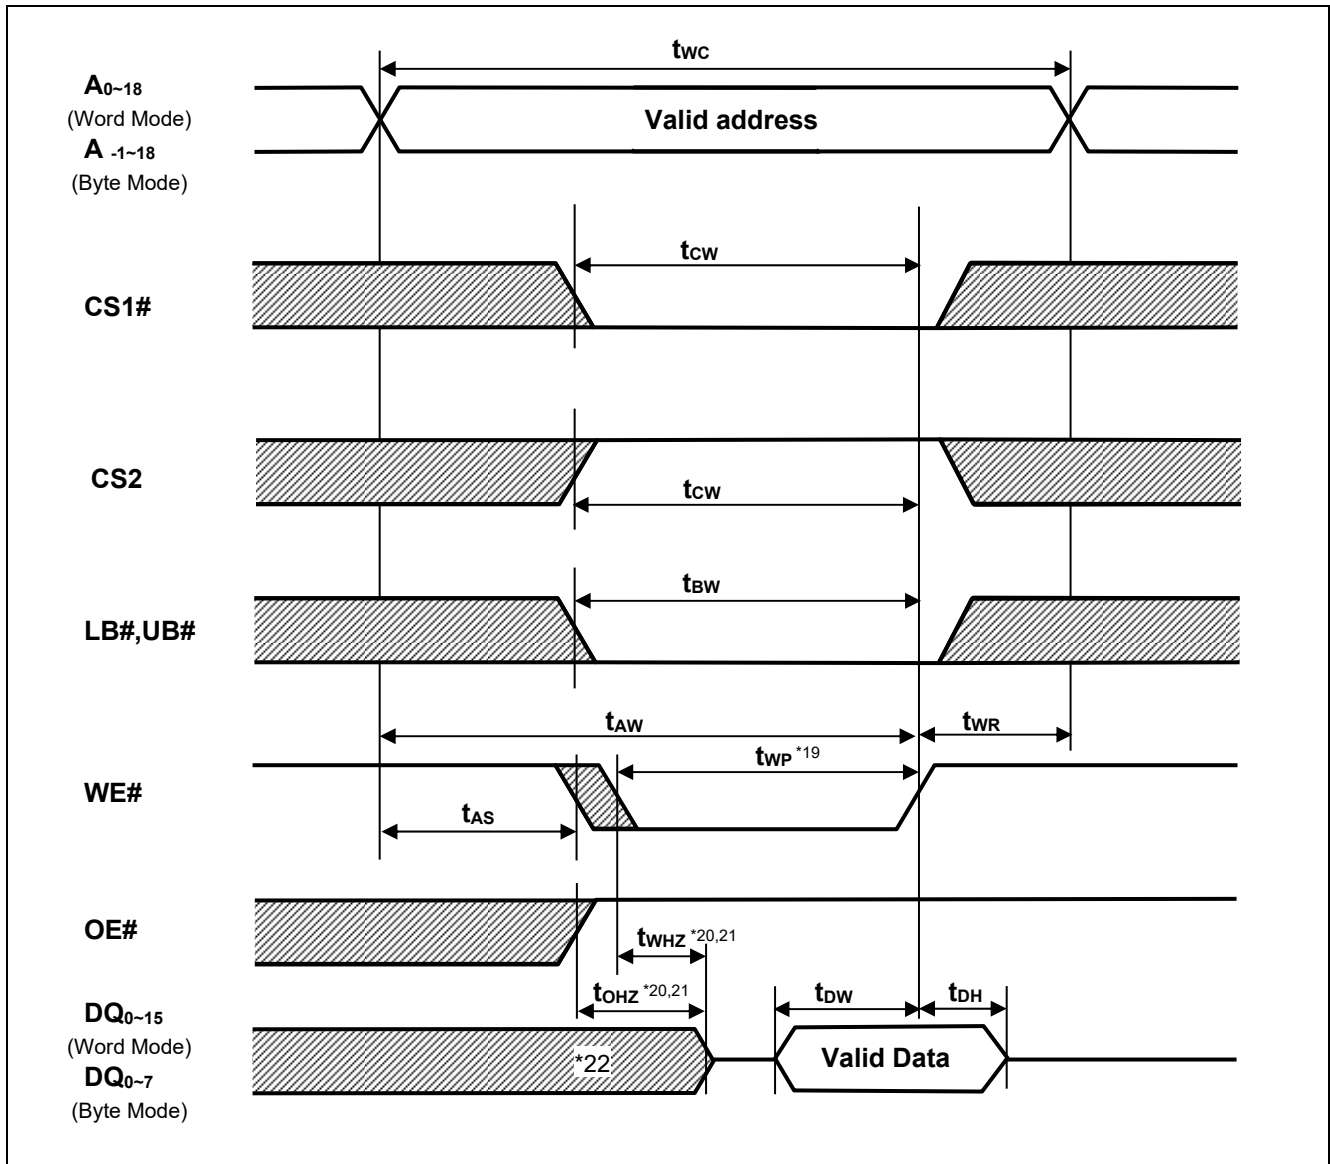 tWC
A0~18
(Word Mode)
Valid address
A -1~18
(Byte Mode)
tCW
CS1#
CS2
tCW
tBW
LB#,UB#
tAW
tWR
tWP *19
WE#
tAS
OE#
tWHZ *20,21
tOHZ *20,21
tDW
tDH
DQ0~15
(Word Mode)
*22
Valid Data
DQ0~7
(Byte Mode)